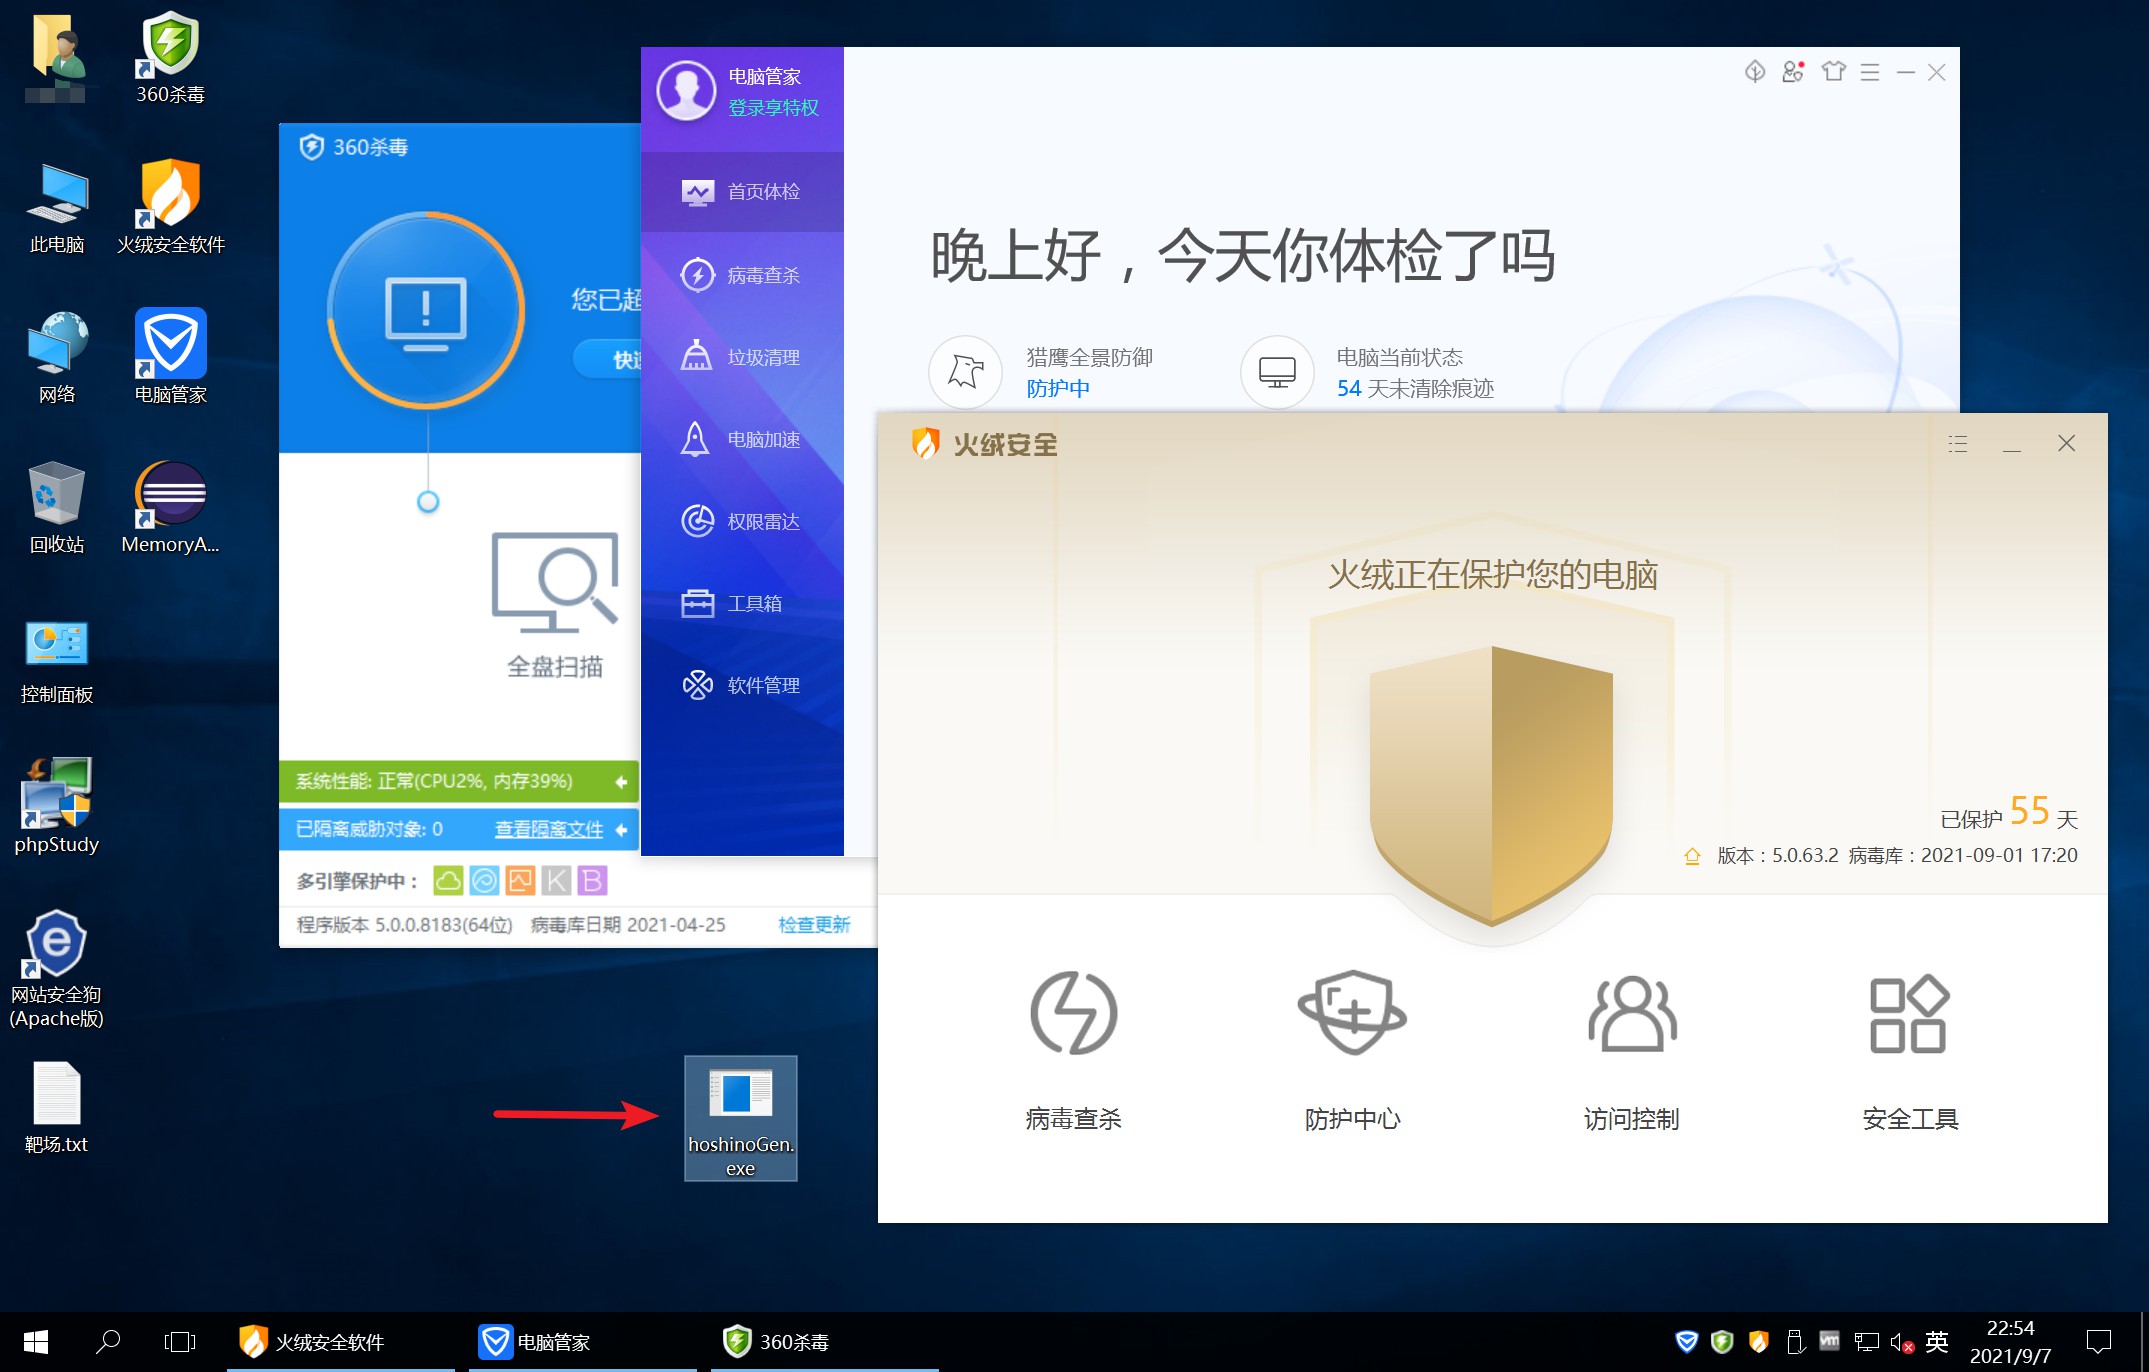 360杀毒
此电脑
火绒安全软件
网络
电脑管家
回收站
MemoryA...
控制面板
phpStudy
网站安全狗
(Apache版)
靶场.txt
360杀毒
您已超
快速
全盘扫描
系统性能: 正常(CPU2%, 内存39%)
已隔离威胁对象: 0
查看隔离文件
多引擎保护中：
K
B
程序版本 5.0.0.8183(64位)
病毒库日期 2021-04-25
检查更新
电脑管家
登录享特权
首页体检
病毒查杀
垃圾清理
电脑加速
权限雷达
工具箱
软件管理
晚上好，今天你体检了吗
猎鹰全景防御
防护中
电脑当前状态
54 天未清除痕迹
火绒安全
火绒正在保护您的电脑
已保护 55 天
版本：5.0.63.2 病毒库：2021-09-01 17:20
病毒查杀
防护中心
访问控制
安全工具
hoshinoGen.
exe
火绒安全软件
电脑管家
360杀毒
vm
英
22:54
2021/9/7